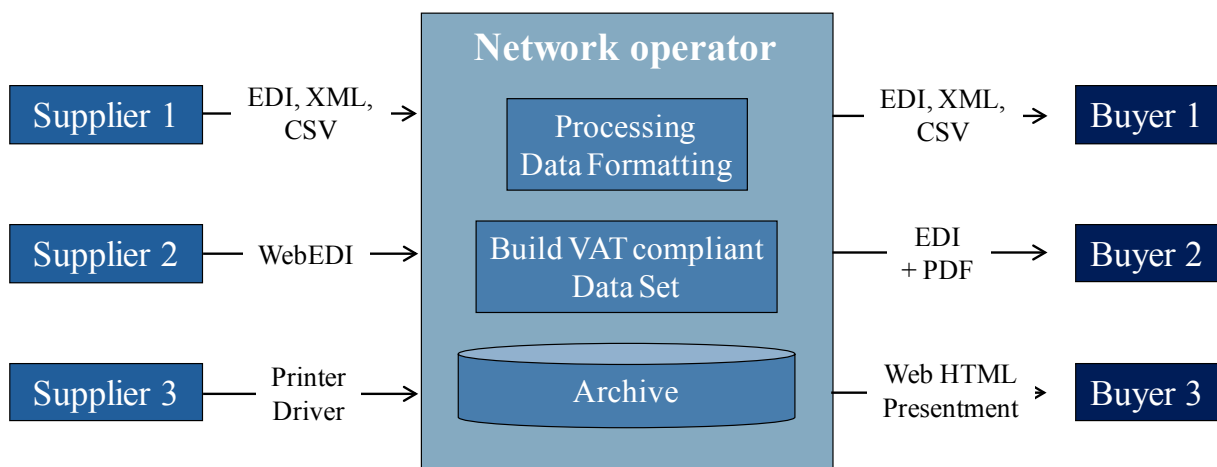 Network operator
Supplier 1
EDI, XML,
CSV
Processing
Data Formatting
EDI, XML,
CSV
Buyer 1
Supplier 2
WebEDI
Build VAT compliant
Data Set
EDI
+ PDF
Buyer 2
Supplier 3
Printer
Driver
Archive
Web HTML
Presentment
Buyer 3